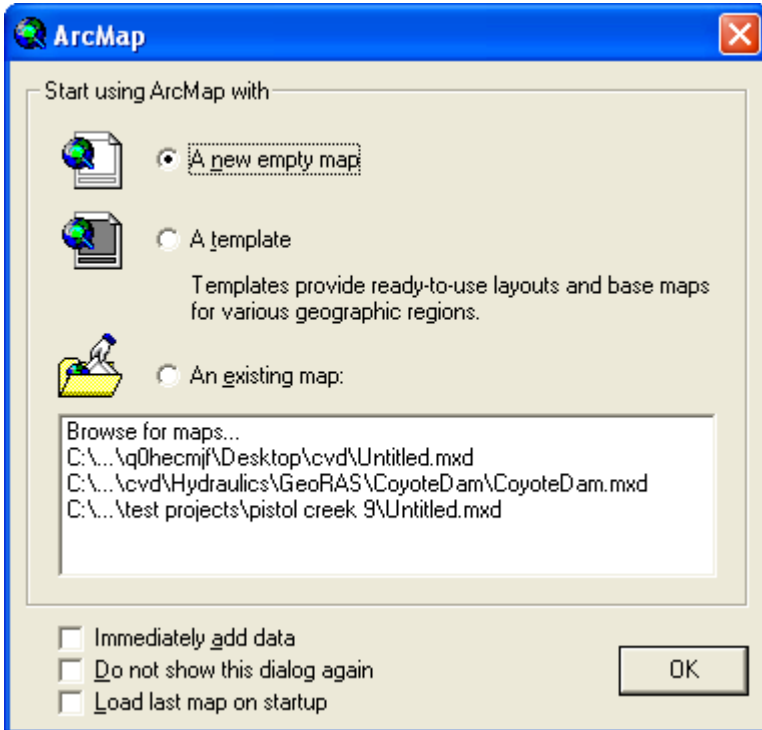 ArcMap
Start using ArcMap with
A new empty map
A template
Templates provide ready-to-use layouts and base maps
for various geographic regions.
An existing map:
Browse for maps...
C:\...\q0hecmjf\Desktop\cvd\Untitled.mxd
C:\...\cvd\Hydraulics\GeoRAS\CoyoteDam\CoyoteDam.mxd
C:\...\test projects\pistol creek 9\Untitled.mxd
Immediately add data
Do not show this dialog again
Load last map on startup
OK